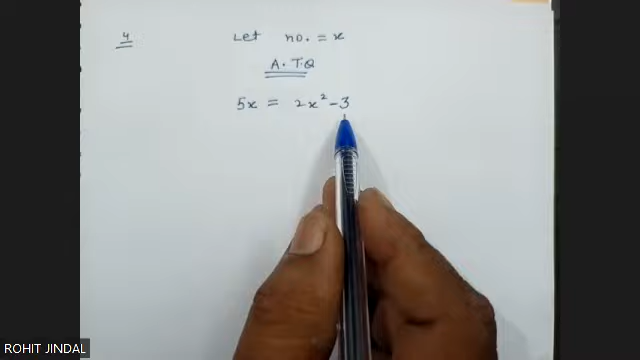 4
Let no. = x
A.T.Q
5x = 2x² - 3
ROHIT JINDAL